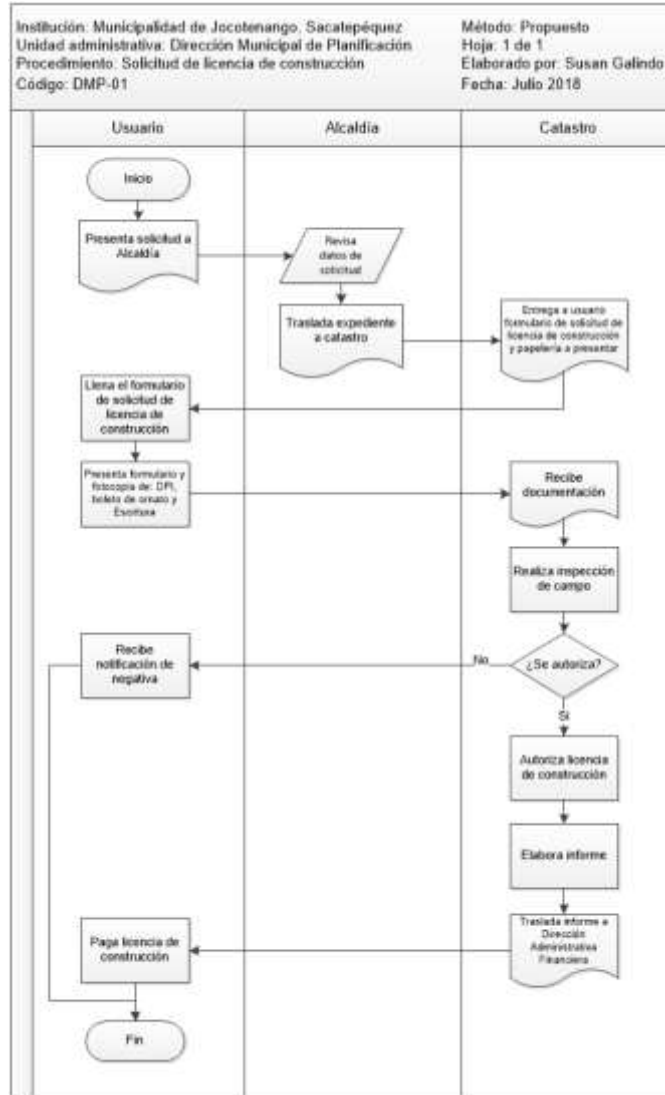 Institución: Municipalidad de Jocotenango, Sacatepéquez
Unidad administrativa: Dirección Municipal de Planificación
Procedimiento: Solicitud de licencia de construcción
Código: DMP-01
Método: Propuesto
Hoja: 1 de 1
Elaborado por: Susan Galindo
Fecha: Julio 2018
Usuario
Alcaldía
Catastro
Inicio
Presenta solicitud a
Alcaldía
Revisa
datos de
solicitud
Traslada expediente
a catastro
Entrega a usuario
formulario de solicitud de
licencia de construcción
y papelería a presentar
Llena el formulario
de solicitud de
licencia de
construcción
Presenta formulario y
fotocopia de: DPI,
boleto de ornato y
Escritura
Recibe
documentación
Realiza inspección
de campo
¿Se autoriza?
No
Recibe
notificación de
negativa
Si
Autoriza licencia
de construcción
Elabora informe
Traslada informe a
Dirección
Administrativa
Financiera
Paga licencia de
construcción
Fin